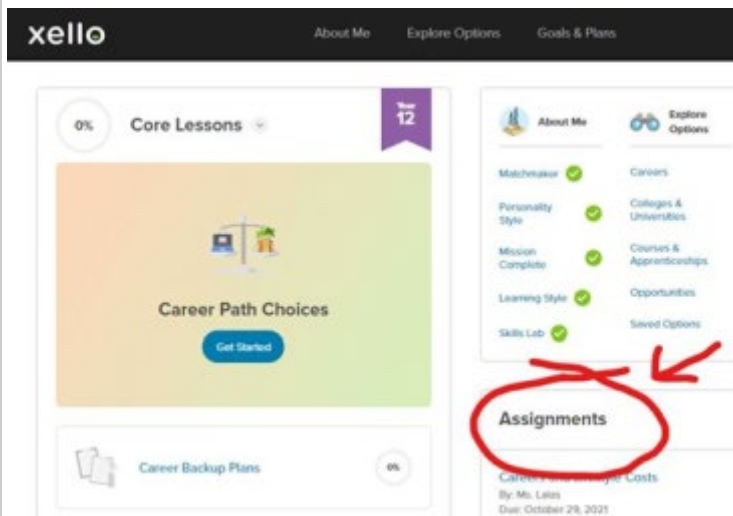 xello
About Me Explore Options Goals & Plans
0% Core Lessons
Year
12
Career Path Choices
Get Started
Career Backup Plans
0%
About Me
Matchmaker
Personality
Style
Mission
Complete
Learning Style
Skills Lab
Explore
Options
Careers
Colleges &
Universities
Courses &
Apprenticeships
Opportunities
Saved Options
Assignments
Costs
By: Ms. Lales
Due: October 29, 2021